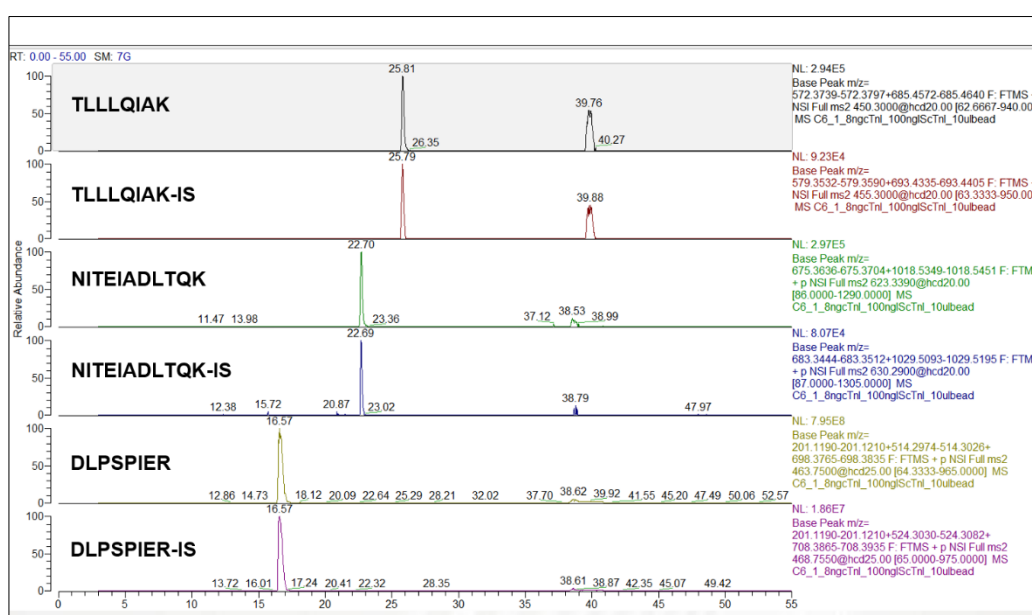 RT: 0.00 - 55.00 SM: 7G
NL: 2.94E5
Base Peak m/z=
572.3739-572.3797+685.4572-685.4640 F: FTMS
NSI Full ms2 450.3000@hcd20.00 [62.6667-940.00
MS C6_1_8ngcTnI_100nglScTnI_10ulbead
TLLLQIAK
25.81
26.35
39.76
40.27
100
50
0
NL: 9.23E4
Base Peak m/z=
579.3532-579.3590+693.4335-693.4405 F: FTMS
NSI Full ms2 455.3000@hcd20.00 [63.3333-950.00
MS C6_1_8ngcTnI_100nglScTnI_10ulbead
TLLLQIAK-IS
25.79
39.88
100
50
0
NL: 2.97E5
Base Peak m/z=
675.3636-675.3704+1018.5349-1018.5451 F: FTM
+ p NSI Full ms2 623.3390@hcd20.00
[86.0000-1290.0000] MS
C6_1_8ngcTnI_100nglScTnI_10ulbead
NITEIADLTQK
11.47 13.98 22.70 23.36 37.12 38.53 38.99
100
50
0
Relative Abundance
NL: 8.07E4
Base Peak m/z=
683.3444-683.3512+1029.5093-1029.5195 F: FTM
+ p NSI Full ms2 630.2900@hcd20.00
[87.0000-1305.0000] MS
C6_1_8ngcTnI_100nglScTnI_10ulbead
NITEIADLTQK-IS
12.38 15.72 20.87 22.69 23.02 38.79 47.97
100
50
0
NL: 7.95E8
Base Peak m/z=
201.1190-201.1210+514.2974-514.3026+
698.3765-698.3835 F: FTMS + p NSI Full ms2
463.7500@hcd25.00 [64.3333-965.0000] MS
C6_1_8ngcTnI_100nglScTnI_10ulbead
DLPSPIER
12.86 14.73 16.57 18.12 20.09 22.64 25.29 28.21 32.02 37.70 38.62 39.92 41.55 45.20 47.49 50.06 52.57
100
50
0
NL: 1.86E7
Base Peak m/z=
201.1190-201.1210+524.3030-524.3082+
708.3865-708.3935 F: FTMS + p NSI Full ms2
468.7550@hcd25.00 [65.0000-975.0000] MS
C6_1_8ngcTnI_100nglScTnI_10ulbead
DLPSPIER-IS
13.72 16.01 16.57 17.24 20.41 22.32 28.35 38.61 38.87 42.35 45.07 49.42
100
50
0
0 5 10 15 20 25 30 35 40 45 50 55